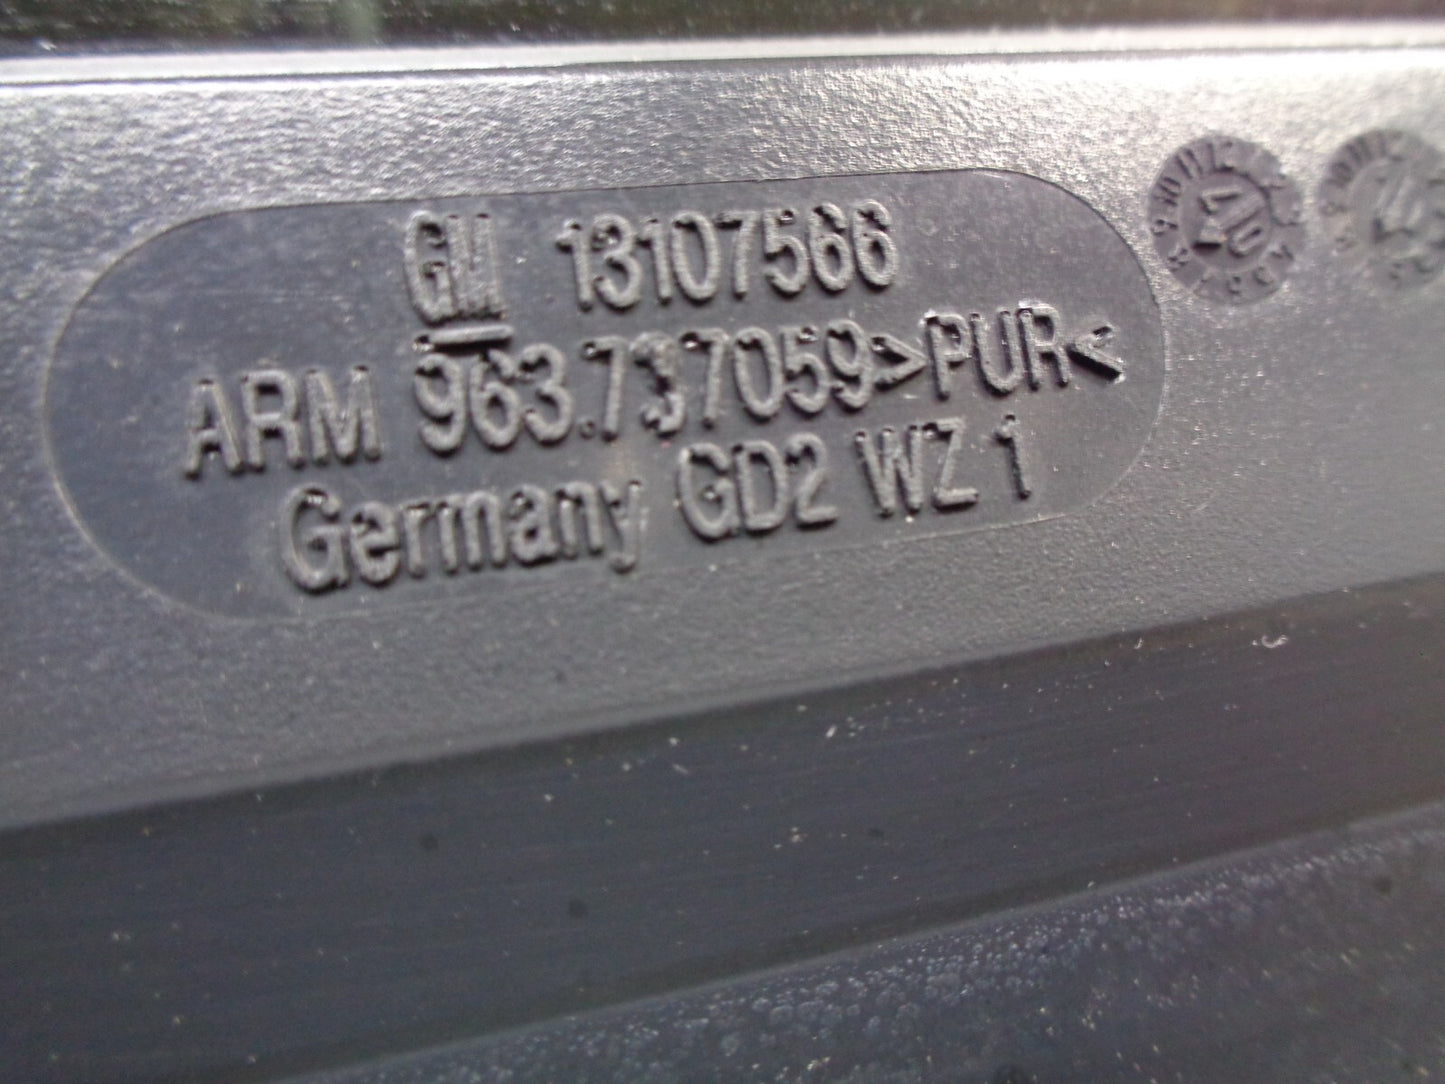 GM 13107566
ARM 963.737059 >PUR<
Germany GD2 WZ 1